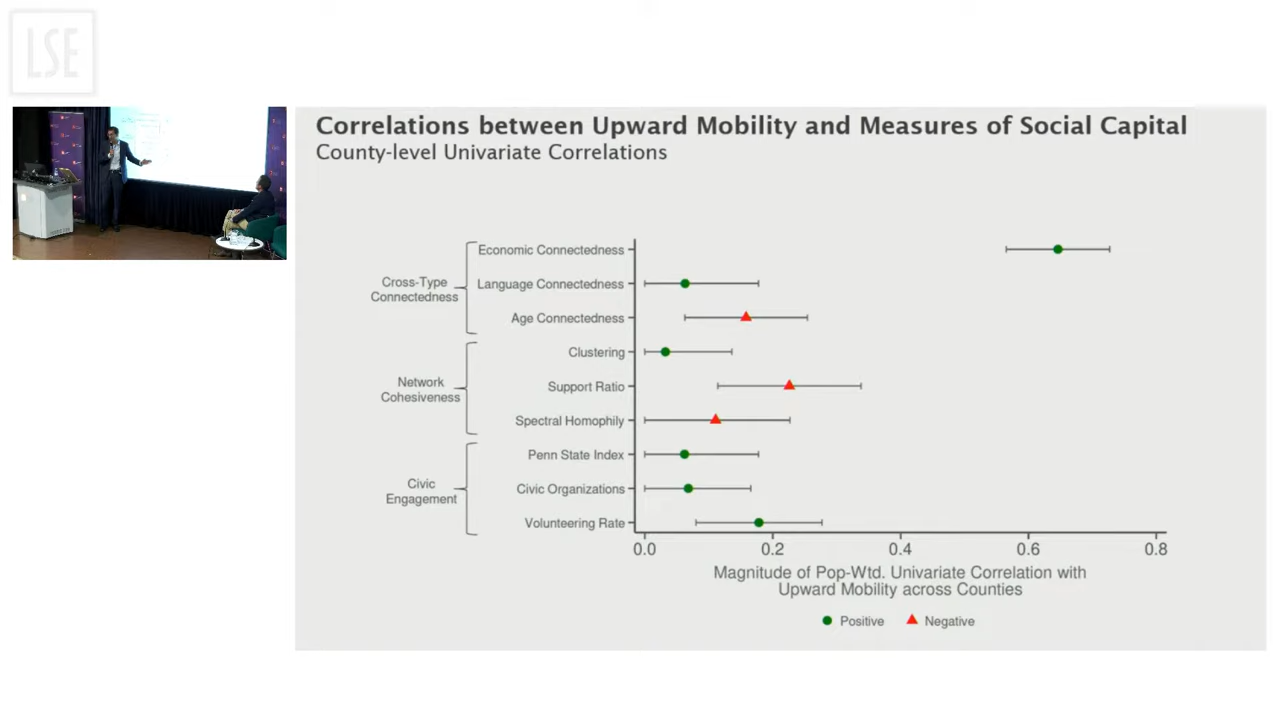 LSE
Correlations between Upward Mobility and Measures of Social Capital
County-level Univariate Correlations
Cross-Type
Connectedness
Economic Connectedness
Language Connectedness
Age Connectedness
Network
Cohesiveness
Clustering
Support Ratio
Spectral Homophily
Civic
Engagement
Penn State Index
Civic Organizations
Volunteering Rate
0.0 0.2 0.4 0.6 0.8
Magnitude of Pop-Wtd. Univariate Correlation with
Upward Mobility across Counties
Positive Negative